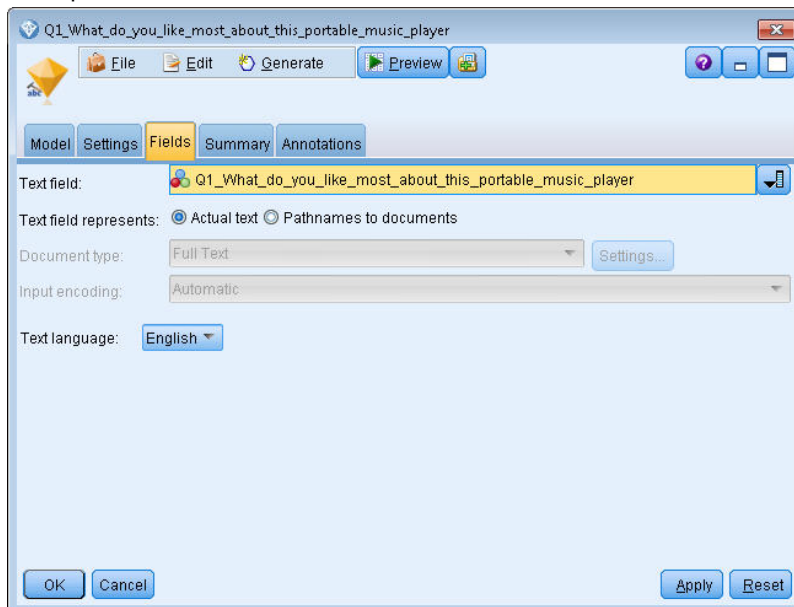 Q1_What_do_you_like_most_about_this_portable_music_player
File Edit Generate Preview
abc
Model Settings Fields Summary Annotations
Text field: Q1_What_do_you_like_most_about_this_portable_music_player
Text field represents: Actual text Pathnames to documents
Document type: Full Text Settings...
Input encoding: Automatic
Text language: English
OK Cancel Apply Reset